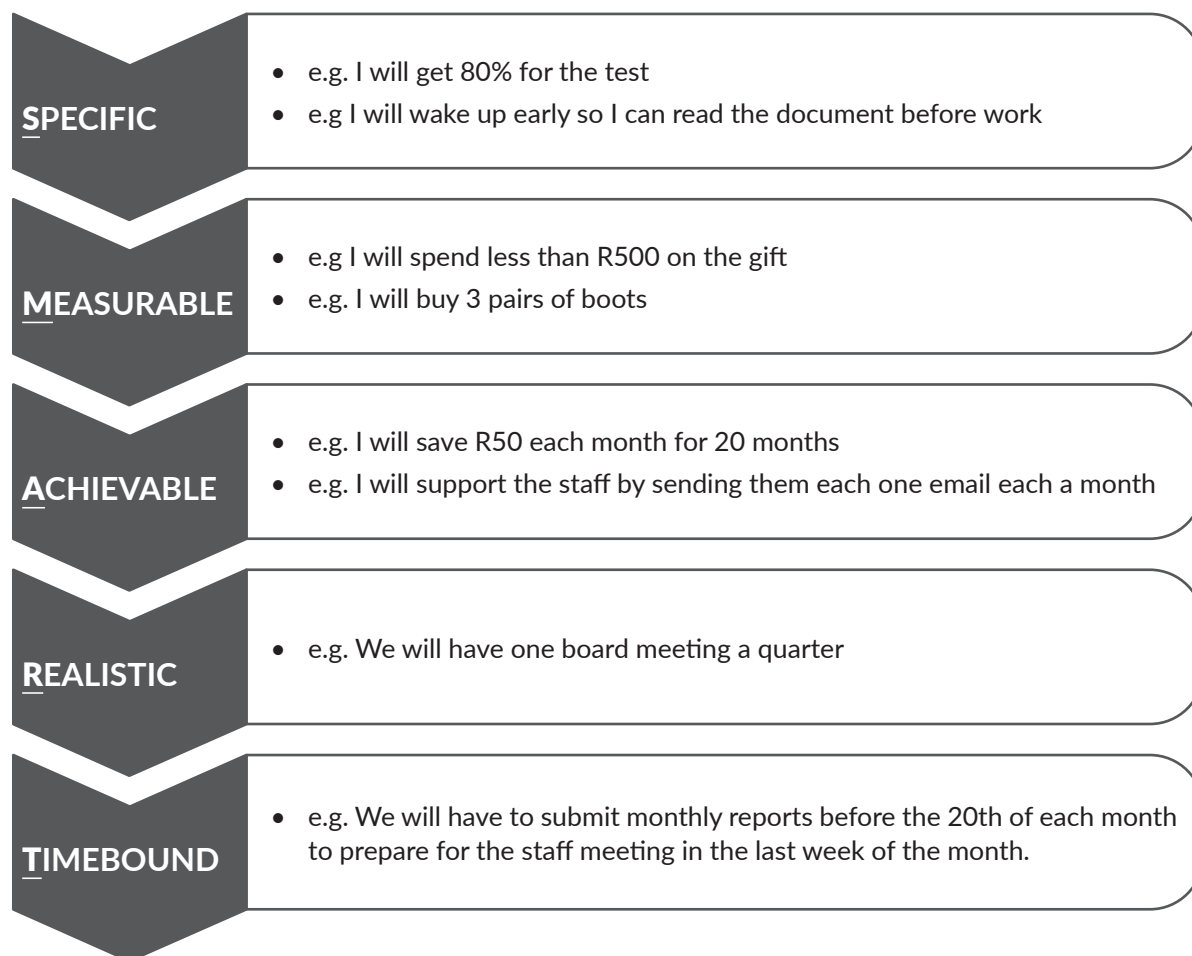 SPECIFIC
• e.g. I will get 80% for the test
• e.g I will wake up early so I can read the document before work
MEASURABLE
• e.g I will spend less than R500 on the gift
• e.g. I will buy 3 pairs of boots
ACHIEVABLE
• e.g. I will save R50 each month for 20 months
• e.g. I will support the staff by sending them each one email each a month
REALISTIC
• e.g. We will have one board meeting a quarter
TIMEBOUND
• e.g. We will have to submit monthly reports before the 20th of each month
to prepare for the staff meeting in the last week of the month.